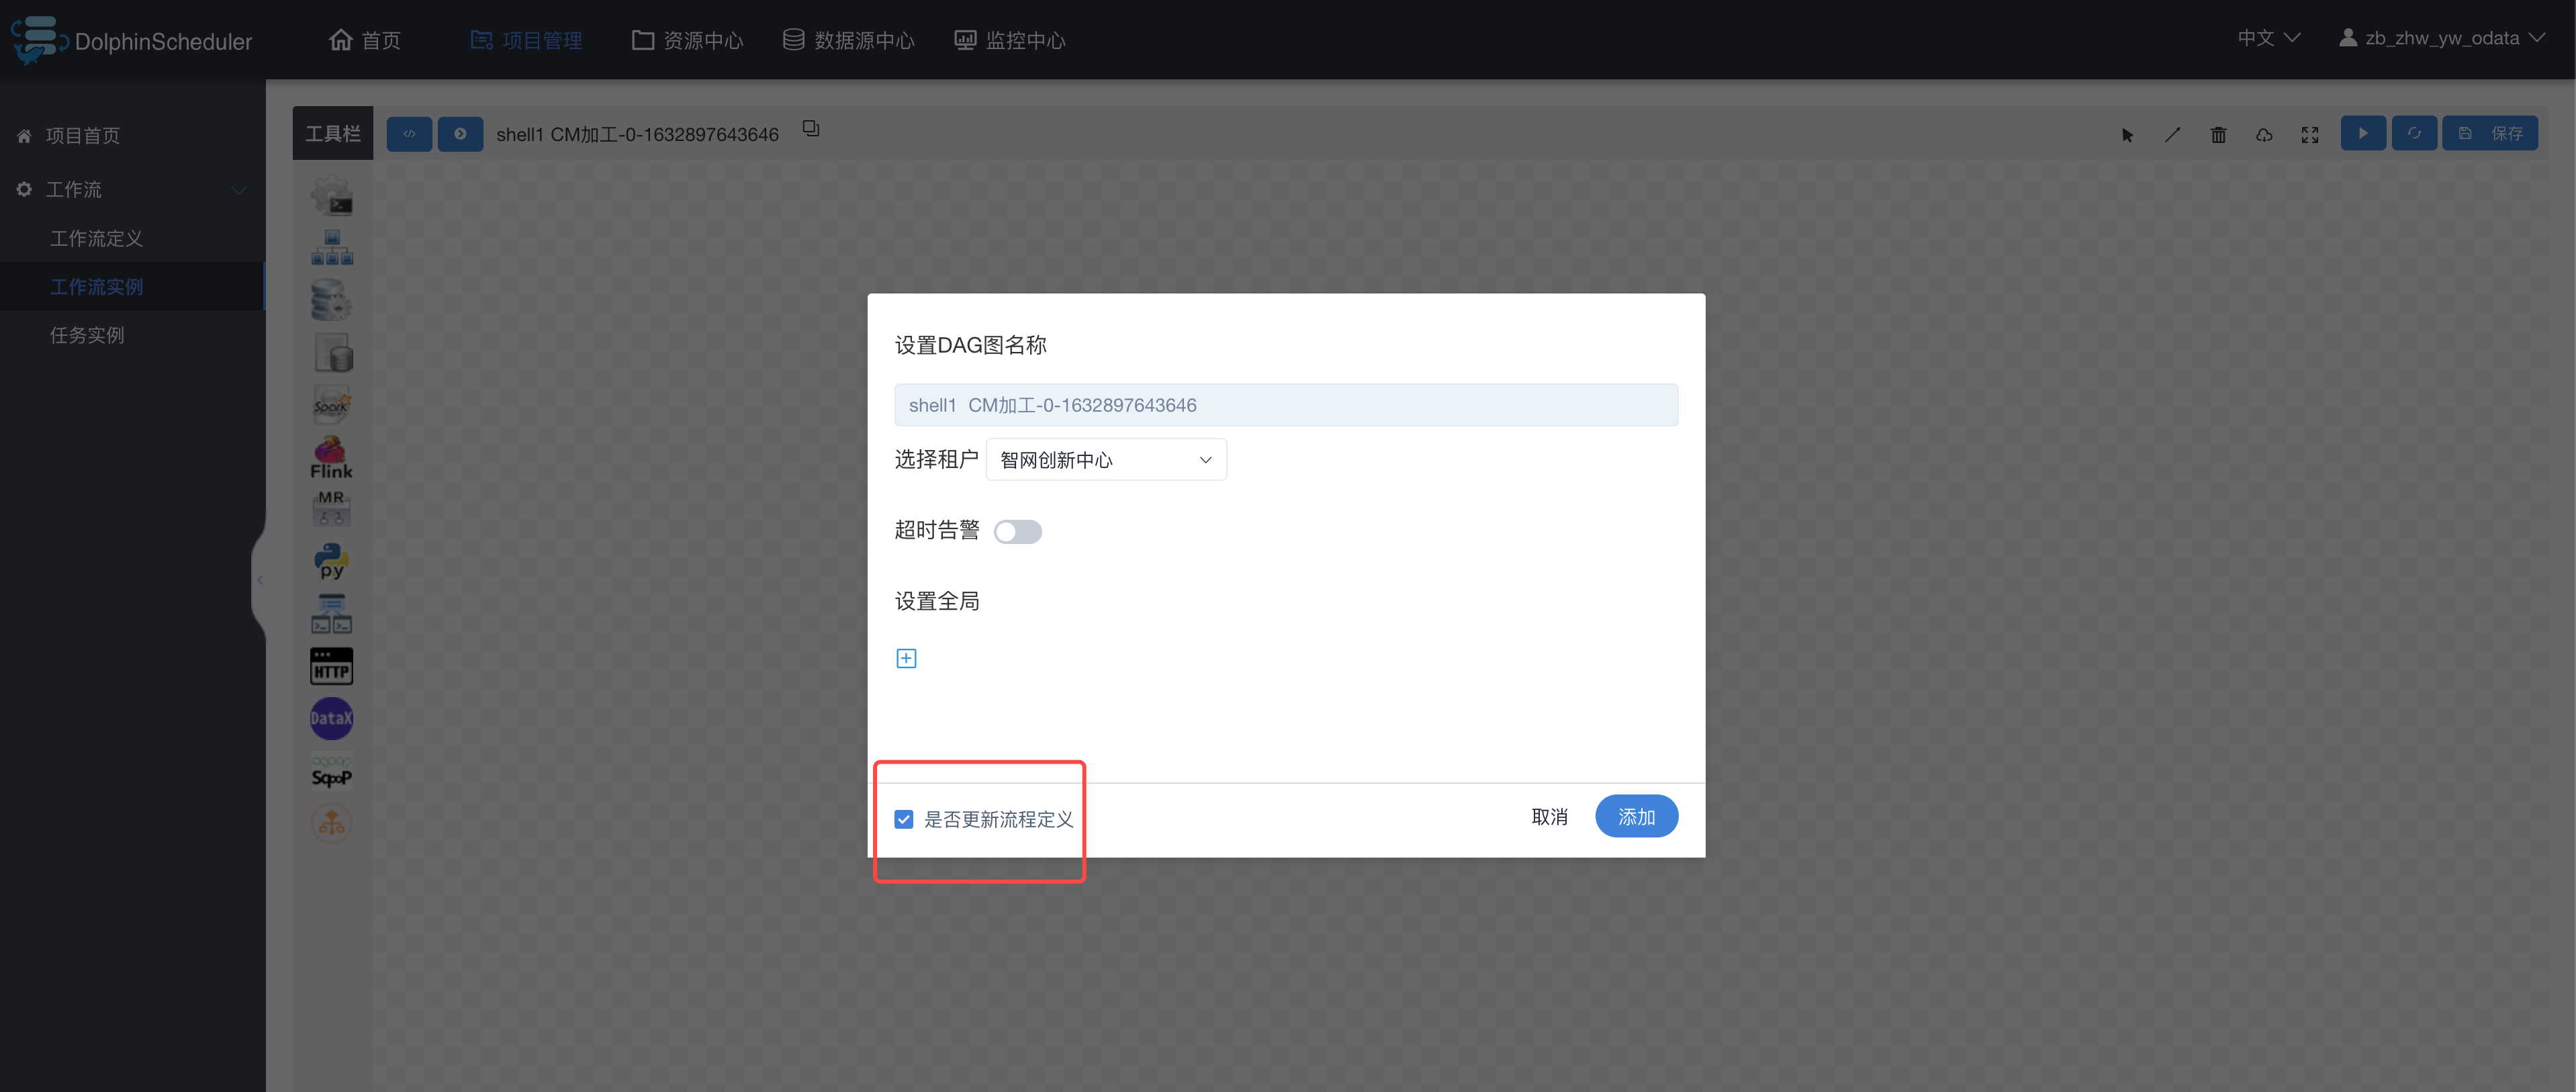 DolphinScheduler
首页
项目管理
资源中心
数据源中心
监控中心
中文
zb_zhw_yw_odata
项目首页
工作流
工作流定义
工作流实例
任务实例
工具栏
shell1 CM加工-0-1632897643646
保存
Spark
Flink
MR
py
HTTP
DataX
Sqoop
设置DAG图名称
shell1 CM加工-0-1632897643646
选择租户
智网创新中心
超时告警
设置全局
是否更新流程定义
取消
添加